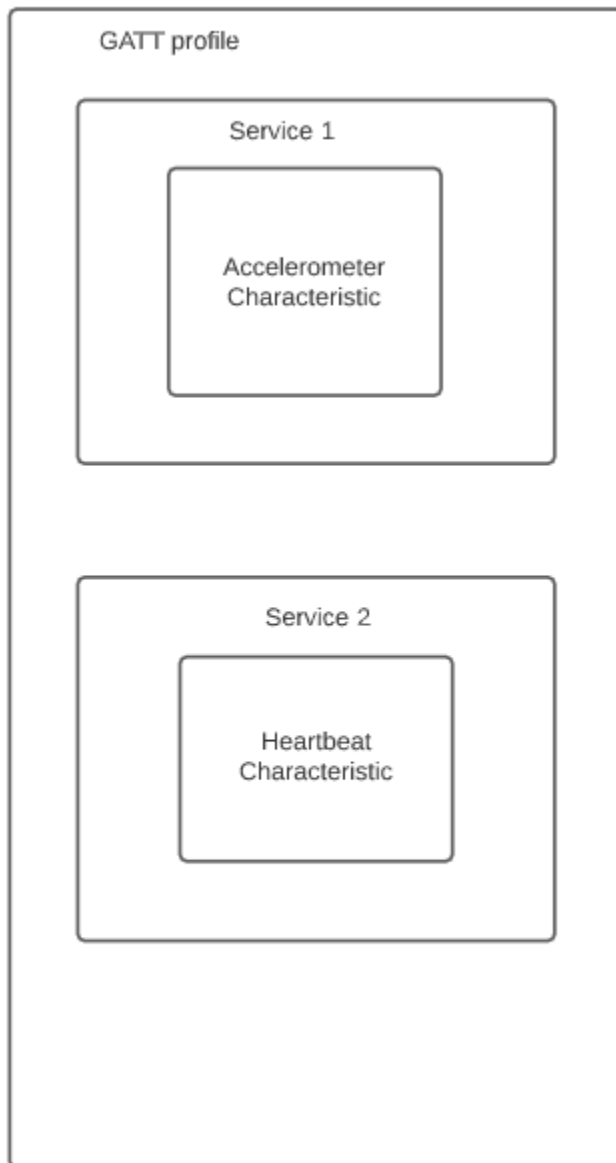 GATT profile
Service 1
Accelerometer
Characteristic
Service 2
Heartbeat
Characteristic